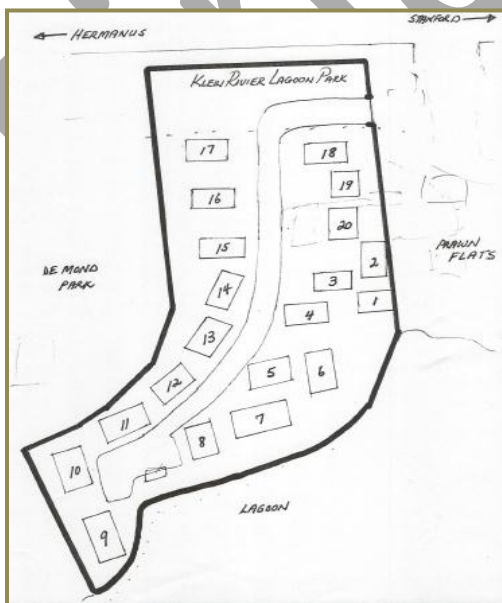 ← HERMANUS
STANFORD →
KLEIN RIVIER LAGOON PARK
17
18
19
16
20
15
2
DE MOND
PARK
PRAWN
FLATS
14
3
1
4
13
12
5
6
11
7
8
10
9
LAGOON